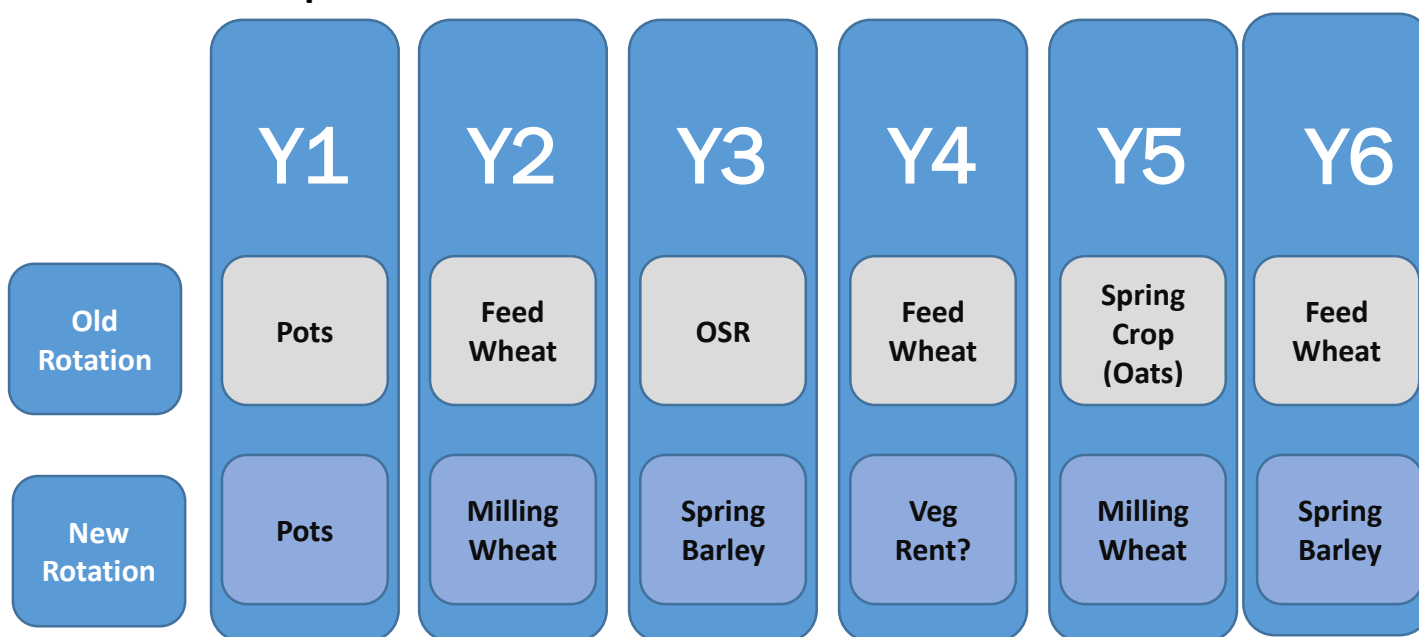 Y1 Y2 Y3 Y4 Y5 Y6
Old
Rotation
Pots
Feed
Wheat
OSR
Feed
Wheat
Spring
Crop
(Oats)
Feed
Wheat
New
Rotation
Pots
Milling
Wheat
Spring
Barley
Veg
Rent?
Milling
Wheat
Spring
Barley